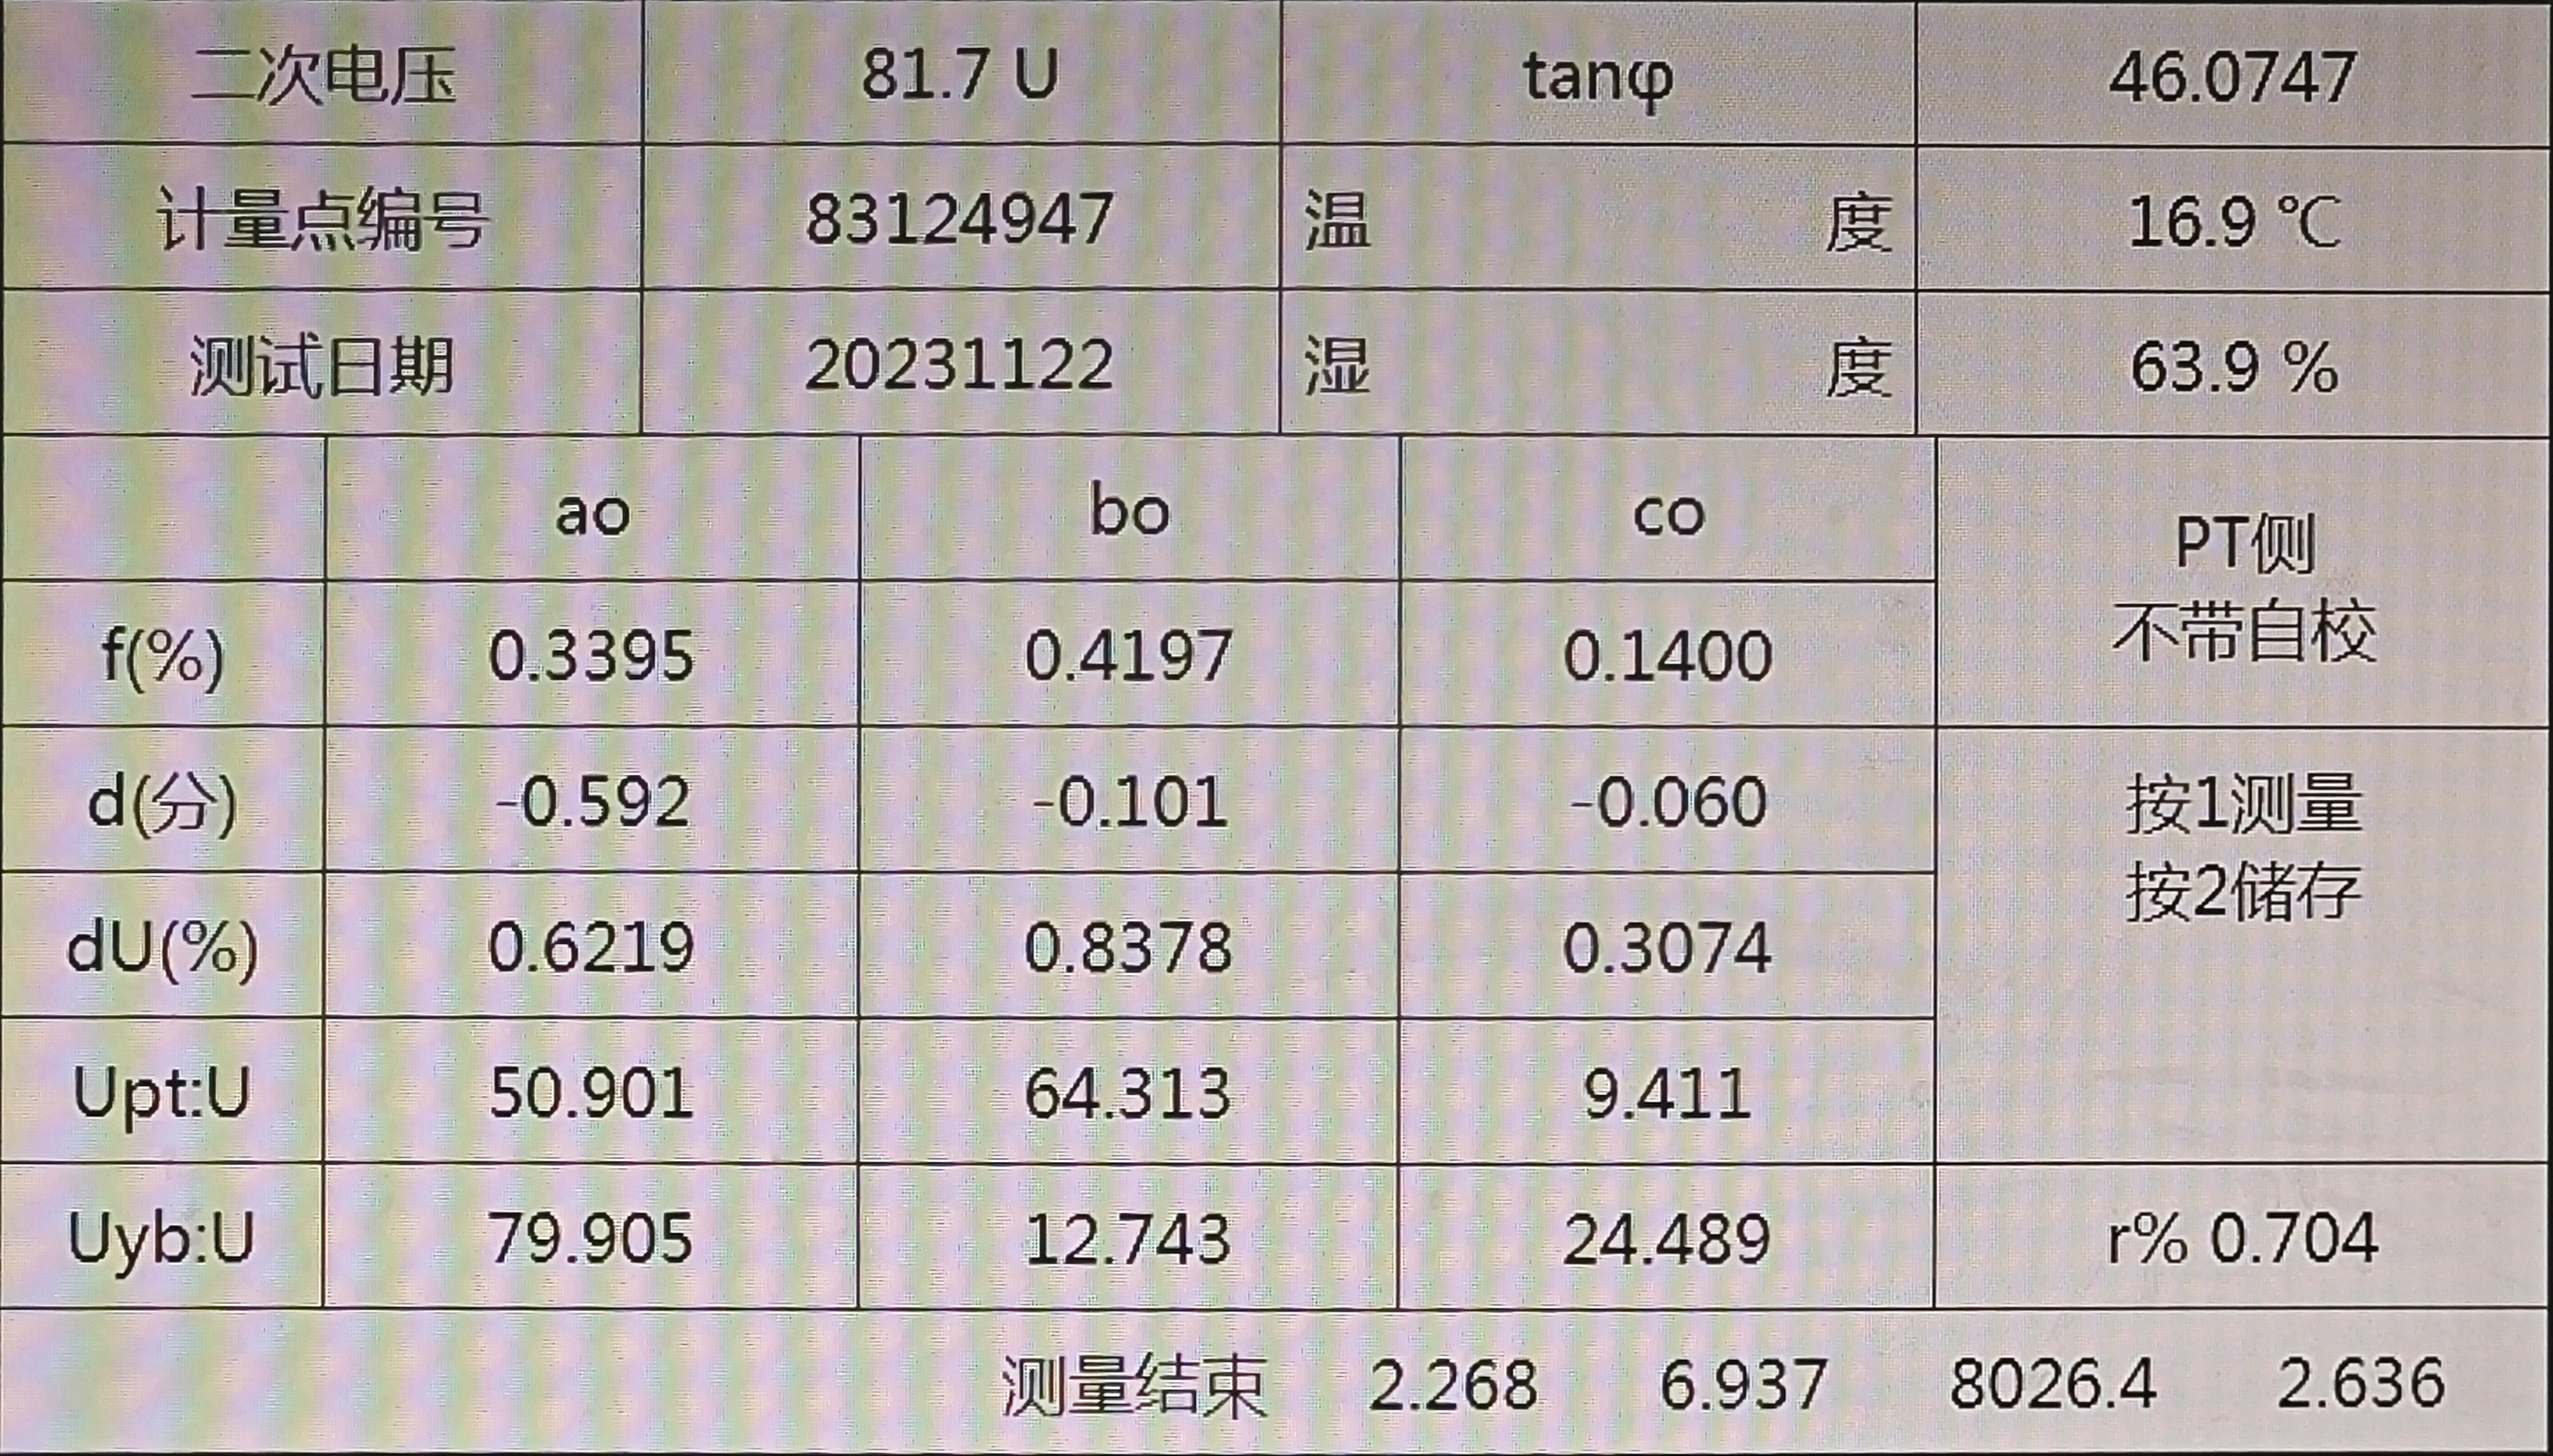 二次电压 81.7 U tanφ 46.0747
计量点编号 83124947 温 度 16.9 ℃
测试日期 20231122 湿 度 63.9 %
ao bo co PT侧
不带自校
f(%) 0.3395 0.4197 0.1400
d(分) -0.592 -0.101 -0.060 按1测量
按2储存
dU(%) 0.6219 0.8378 0.3074
Upt:U 50.901 64.313 9.411
Uyb:U 79.905 12.743 24.489 r% 0.704
测量结束 2.268 6.937 8026.4 2.636